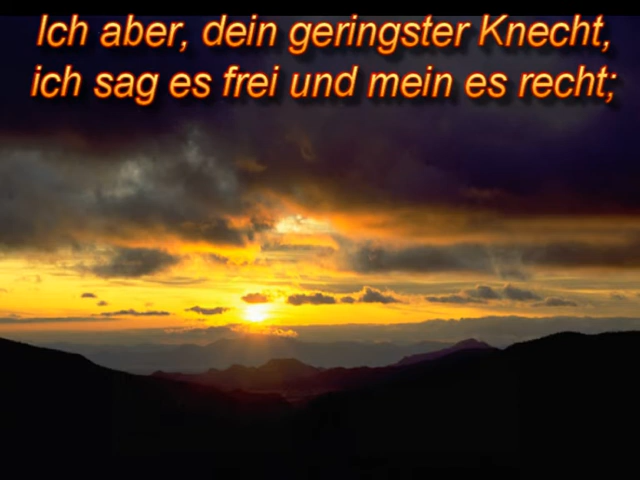 Ich aber, dein geringster Knecht,
ich sag es frei und mein es recht;